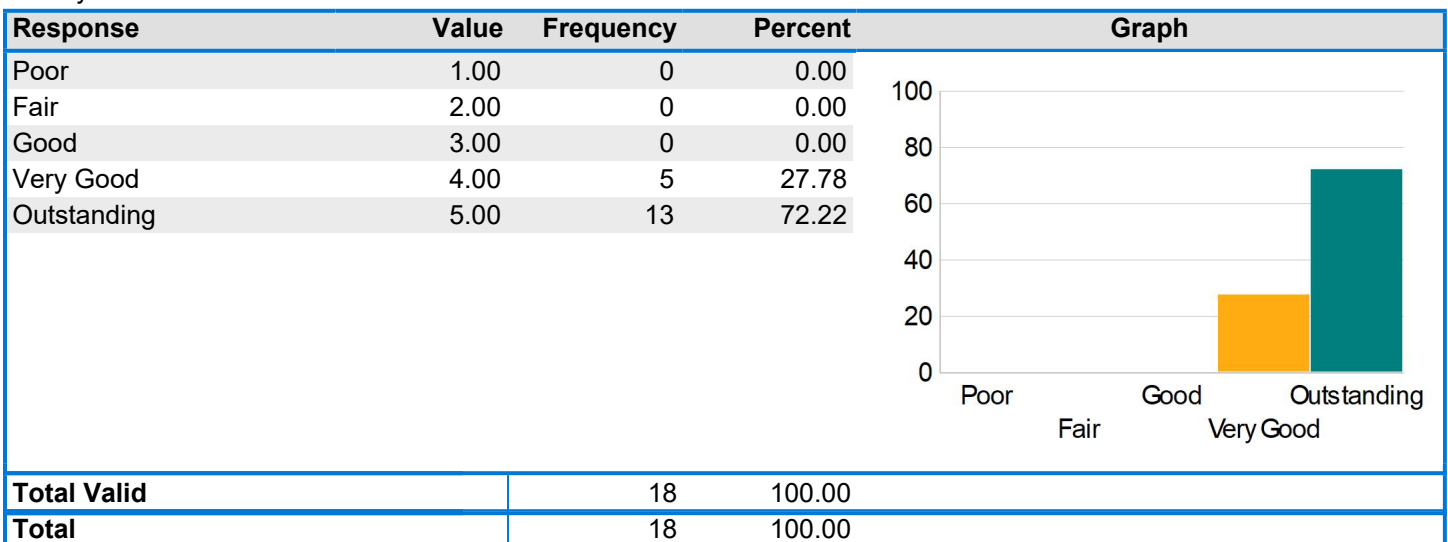 Response Value Frequency Percent Graph
Poor 1.00 0 0.00
Fair 2.00 0 0.00
Good 3.00 0 0.00
Very Good 4.00 5 27.78
Outstanding 5.00 13 72.22
100
80
60
40
20
0
Poor Good Outstanding
Fair Very Good
Total Valid 18 100.00
Total 18 100.00